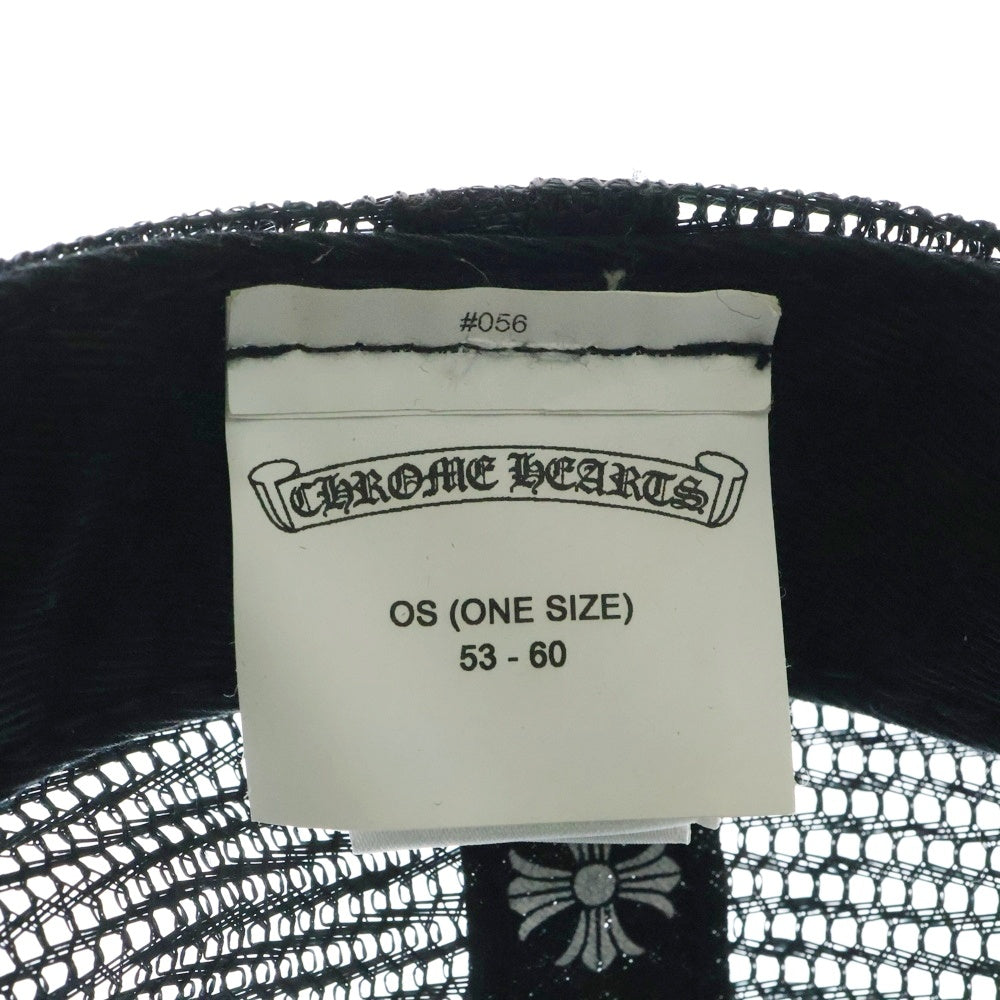 #056
CHROME HEARTS
OS (ONE SIZE)
53 - 60